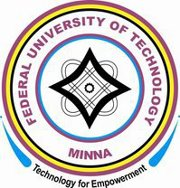 FEDERAL UNIVERSITY OF TECHNOLOGY
MINNA
Technology for Empowerment